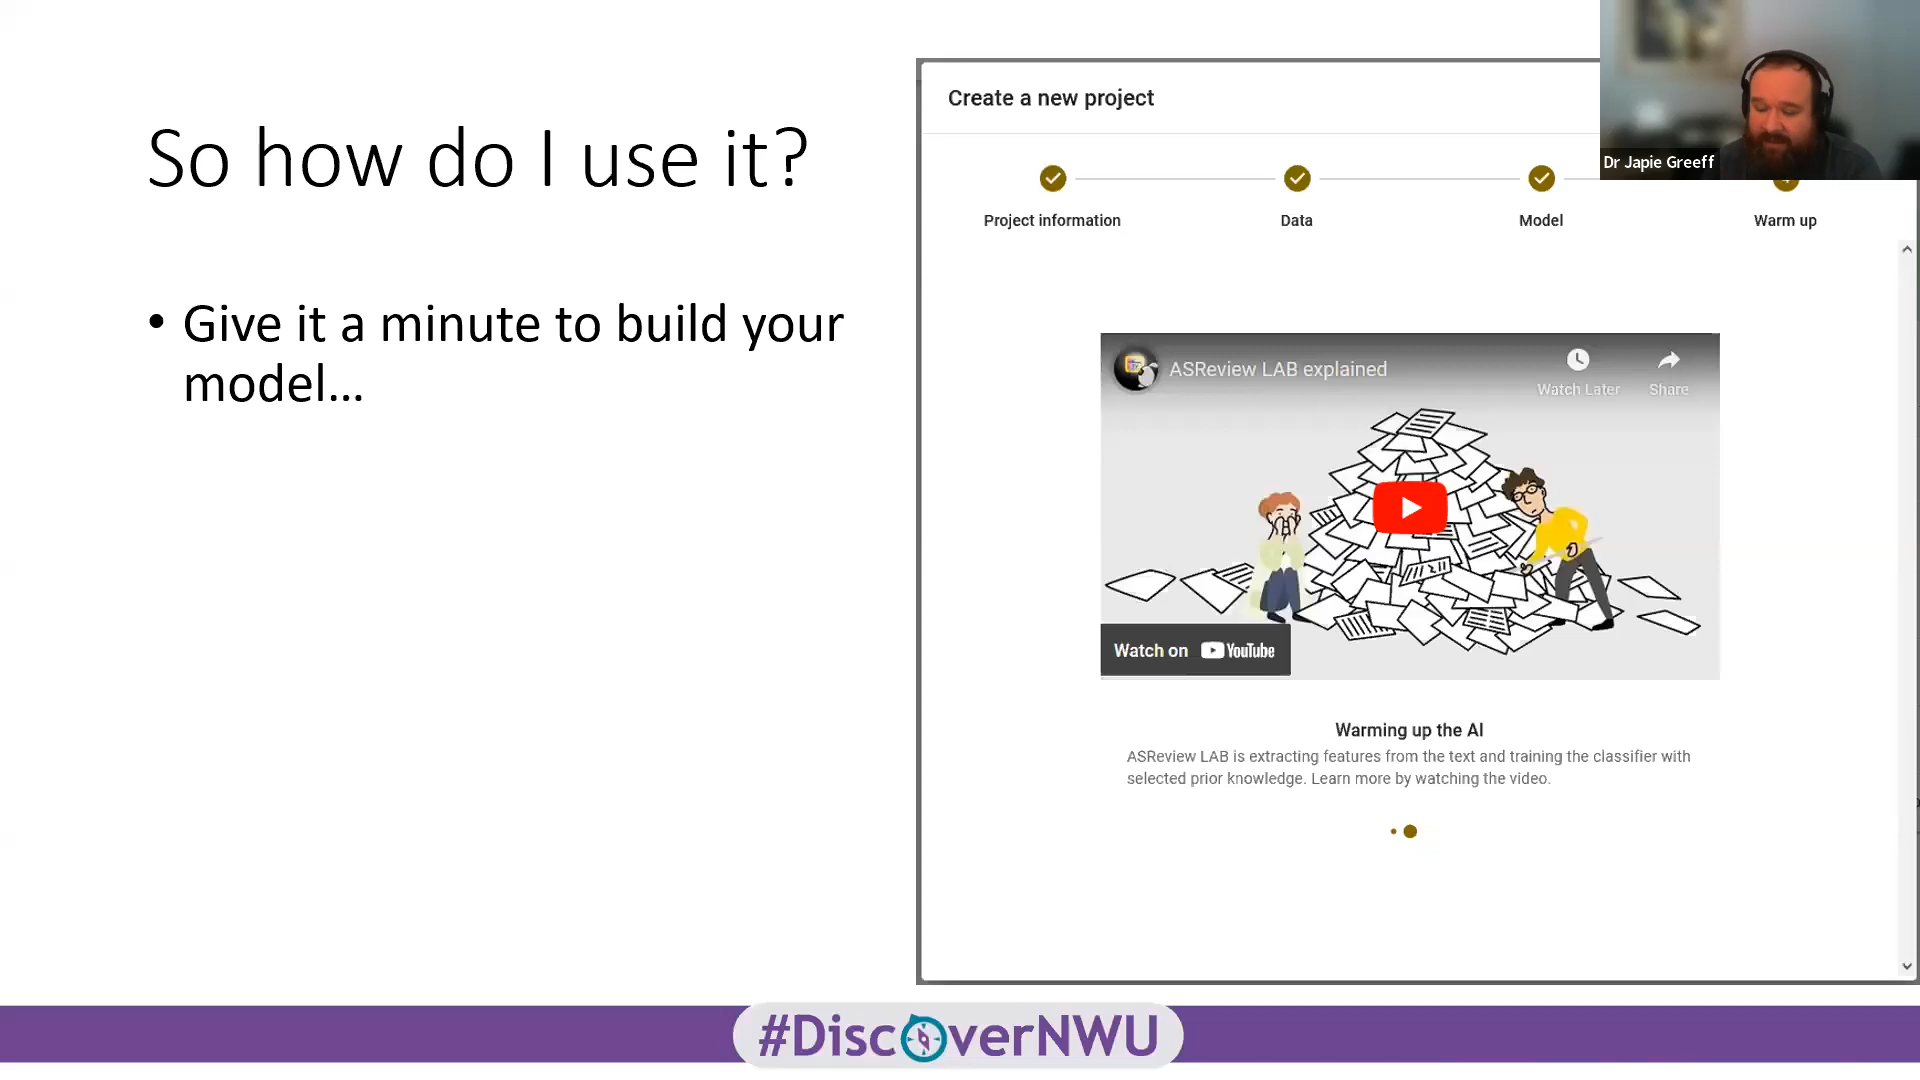 So how do I use it?
• Give it a minute to build your
model...
Create a new project
Project information
Data
Model
Warm up
ASReview LAB explained
Watch Later
Share
Watch on YouTube
Warming up the AI
ASReview LAB is extracting features from the text and training the classifier with
selected prior knowledge. Learn more by watching the video.
Dr Japie Greeff
#DiscoverNWU